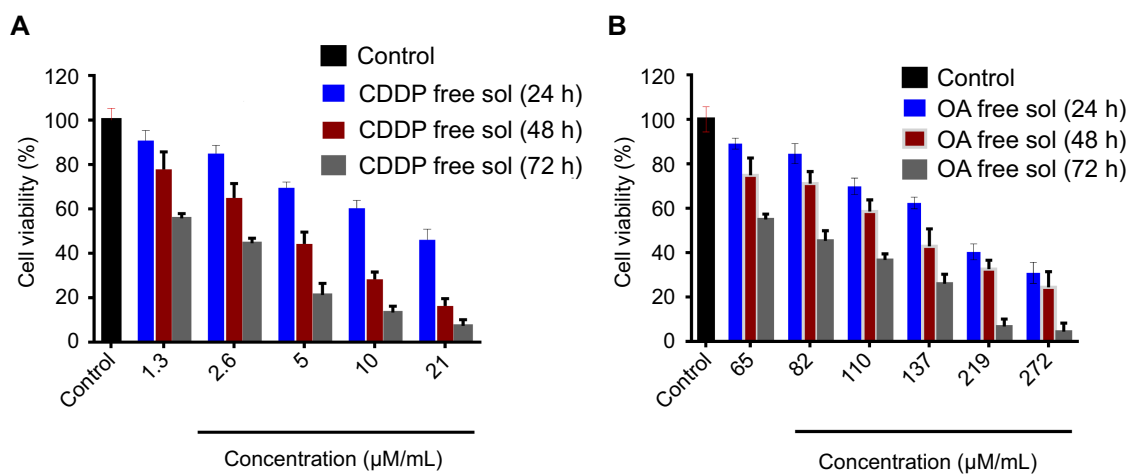 A
Control
CDDP free sol (24 h)
CDDP free sol (48 h)
CDDP free sol (72 h)
Cell viability (%)
120
100
80
60
40
20
0
Control
1.3
2.6
5
10
21
Concentration (µM/mL)
B
Control
OA free sol (24 h)
OA free sol (48 h)
OA free sol (72 h)
Cell viability (%)
120
100
80
60
40
20
0
Control
65
82
110
137
219
272
Concentration (µM/mL)